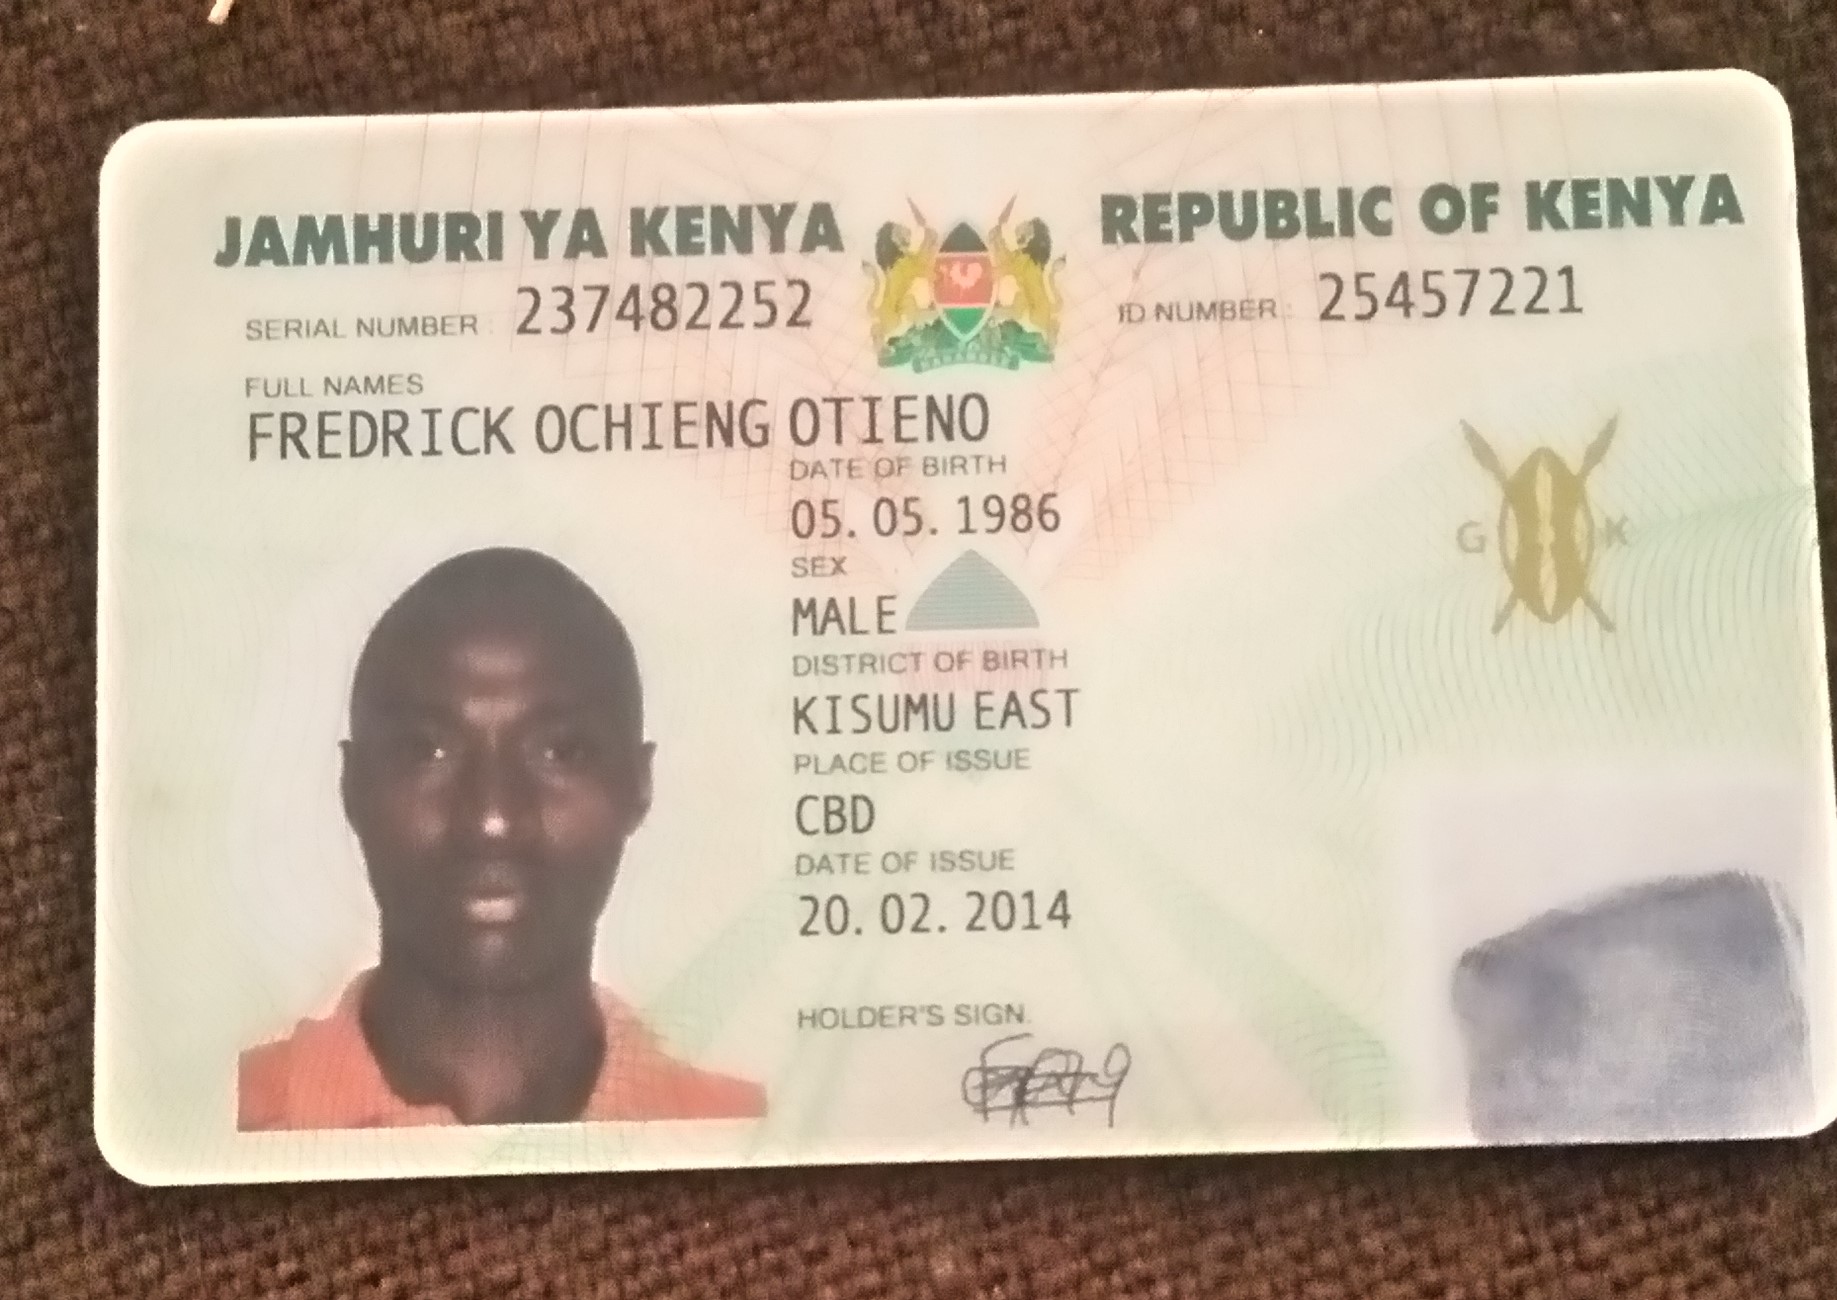 JAMHURI YA KENYA REPUBLIC OF KENYA
SERIAL NUMBER : 237482252 ID NUMBER : 25457221
FULL NAMES
FREDRICK OCHIENG OTIENO
DATE OF BIRTH
05. 05. 1986
SEX
MALE
G K
DISTRICT OF BIRTH
KISUMU EAST
PLACE OF ISSUE
CBD
DATE OF ISSUE
20. 02. 2014
HOLDER'S SIGN.